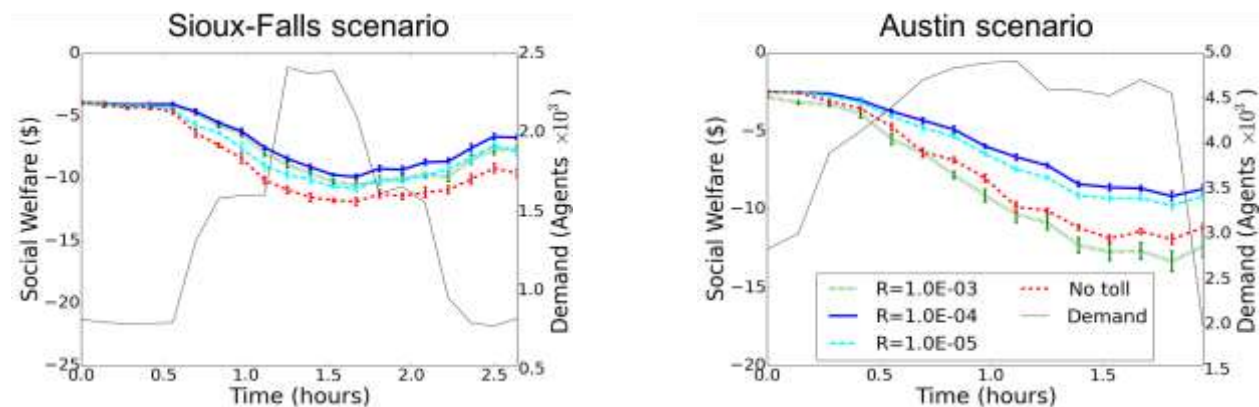 Sioux-Falls scenario
Social Welfare ($)
0
−5
−10
−15
−20
−25
2.5
2.0
1.5
1.0
0.5
Demand (Agents ×10³)
0.0 0.5 1.0 1.5 2.0 2.5
Time (hours)
Austin scenario
Social Welfare ($)
0
−5
−10
−15
−20
5.0
4.5
4.0
3.5
3.0
2.5
2.0
1.5
Demand (Agents ×10³)
R=1.0E-03 No toll
R=1.0E-04 Demand
R=1.0E-05
0.0 0.5 1.0 1.5
Time (hours)